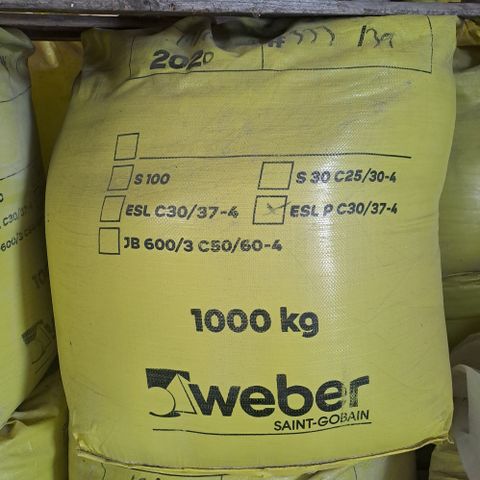 2020
S 100
S 30 C25/30-4
ESL C30/37-4
ESL P C30/37-4
JB 600/3 C50/60-4
1000 kg
weber
SAINT-GOBAIN